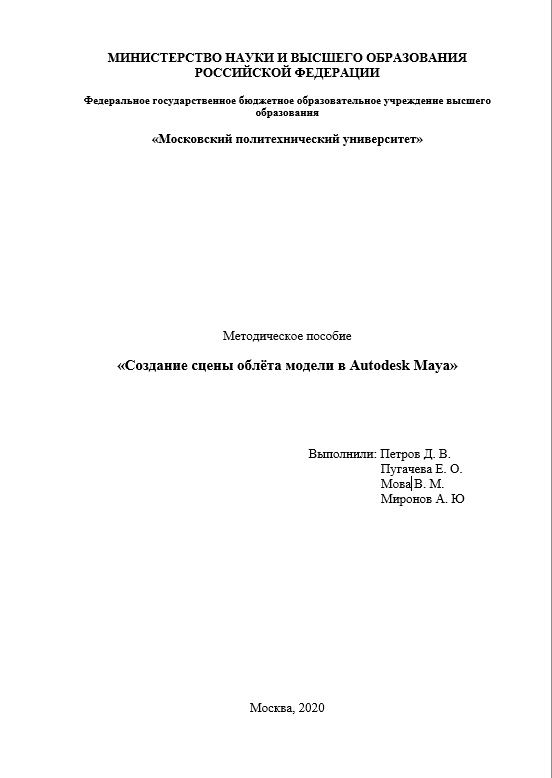 МИНИСТЕРСТВО НАУКИ И ВЫСШЕГО ОБРАЗОВАНИЯ
РОССИЙСКОЙ ФЕДЕРАЦИИ
Федеральное государственное бюджетное образовательное учреждение высшего
образования
«Московский политехнический университет»
Методическое пособие
«Создание сцены облёта модели в Autodesk Maya»
Выполнили: Петров Д. В.
Пугачева Е. О.
Мова В. М.
Миронов А. Ю
Москва, 2020